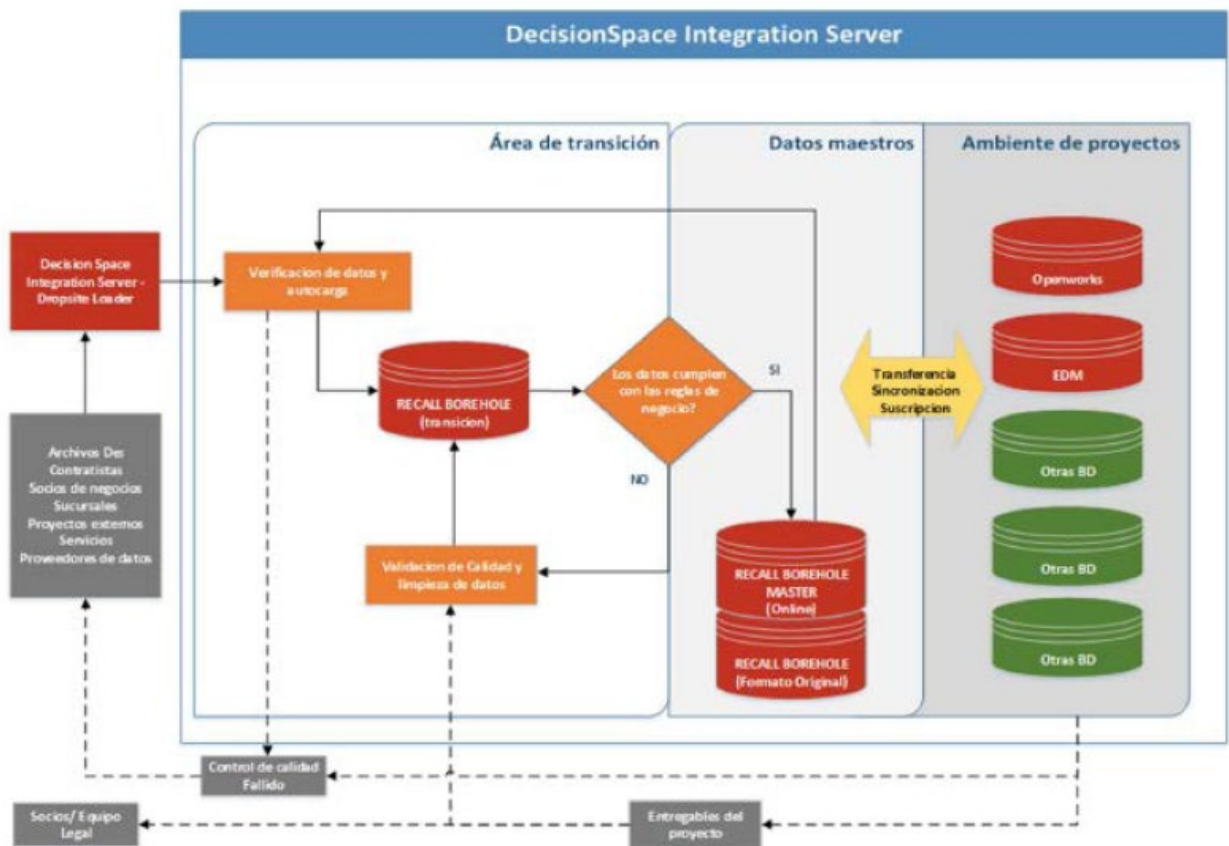 DecisionSpace Integration Server
Área de transición
Datos maestros
Ambiente de proyectos
Decision Space
Integration Server -
Dropsite Loader
Verificacion de datos y
autocarga
Openworks
RECALL BOREHOLE
(transicion)
Los datos cumplen
con las reglas de
negocio?
SI
NO
Transferencia
Sincronizacion
Suscripcion
EDM
Archivos Des
Contratistas
Socios de negocios
Sucursales
Proyectos externos
Servicios
Proveedores de datos
Otras BD
Otras BD
Otras BD
Validacion de Calidad y
limpieza de datos
RECALL BOREHOLE
MASTER
(Online)
RECALL BOREHOLE
(Formato Original)
Control de calidad
Fallido
Socios/ Equipo
Legal
Entregables del
proyecto